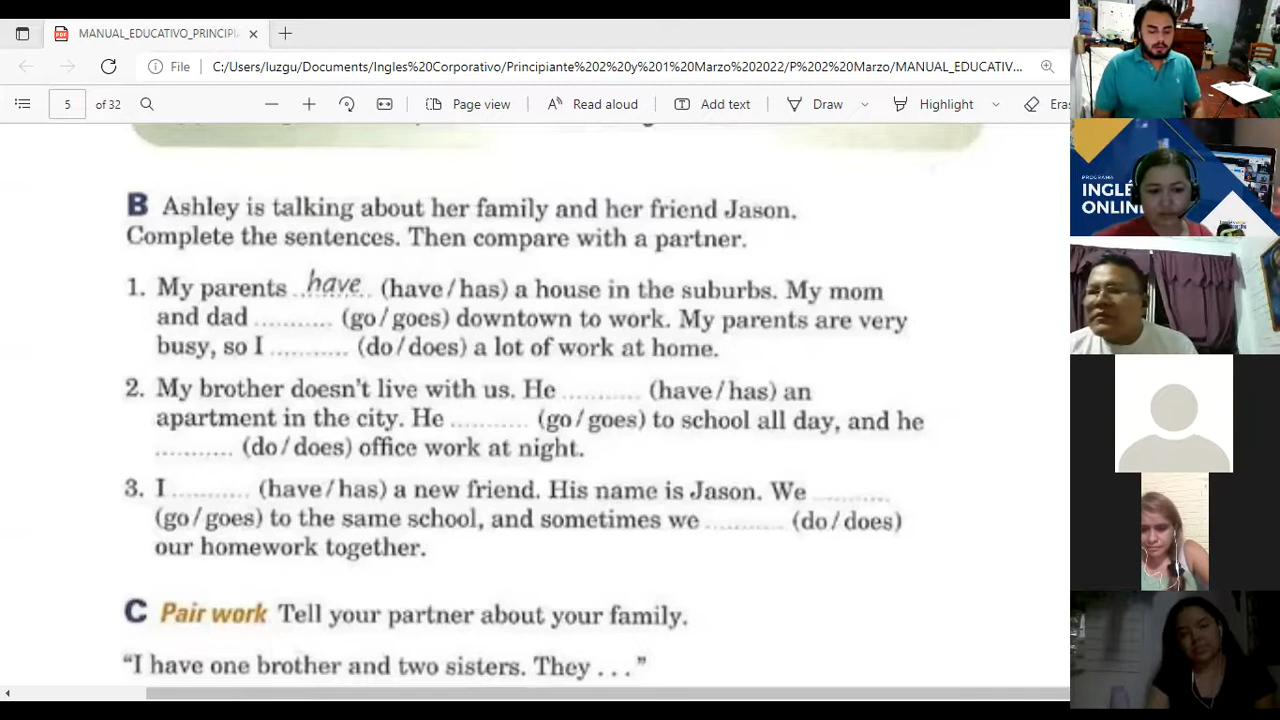 MANUAL_EDUCATIVO_PRINCIPI
File C:/Users/luzgu/Documents/Ingles%20Corporativo/Principiante%202%20y%201%20Marzo%202022/P%202%20Marzo/MANUAL_EDUCATIV...
5 of 32 Page view Read aloud Add text Draw Highlight Eras
B Ashley is talking about her family and her friend Jason.
Complete the sentences. Then compare with a partner.
1. My parents have (have/has) a house in the suburbs. My mom
and dad ........... (go/goes) downtown to work. My parents are very
busy, so I ........... (do/does) a lot of work at home.
2. My brother doesn't live with us. He ........... (have/has) an
apartment in the city. He ........... (go/goes) to school all day, and he
........... (do/does) office work at night.
3. I ........... (have/has) a new friend. His name is Jason. We ...........
(go/goes) to the same school, and sometimes we ........... (do/does)
our homework together.
C Pair work Tell your partner about your family.
"I have one brother and two sisters. They . . . "
PROGRAMA
INGLÉ
ONLIN